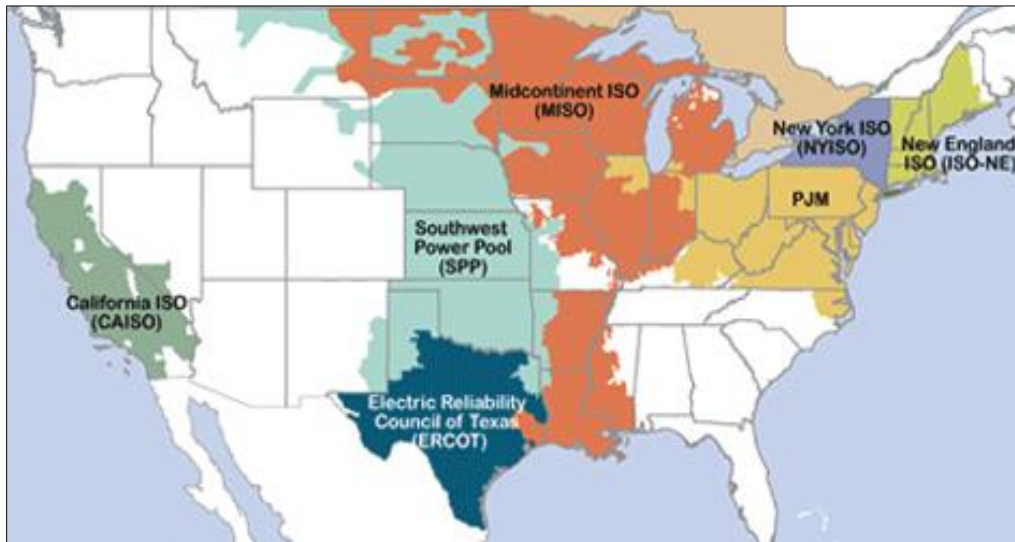 Midcontinent ISO
(MISO)
New York ISO
(NYISO)
New England
ISO (ISO-NE)
PJM
Southwest
Power Pool
(SPP)
California ISO
(CAISO)
Electric Reliability
Council of Texas
(ERCOT)